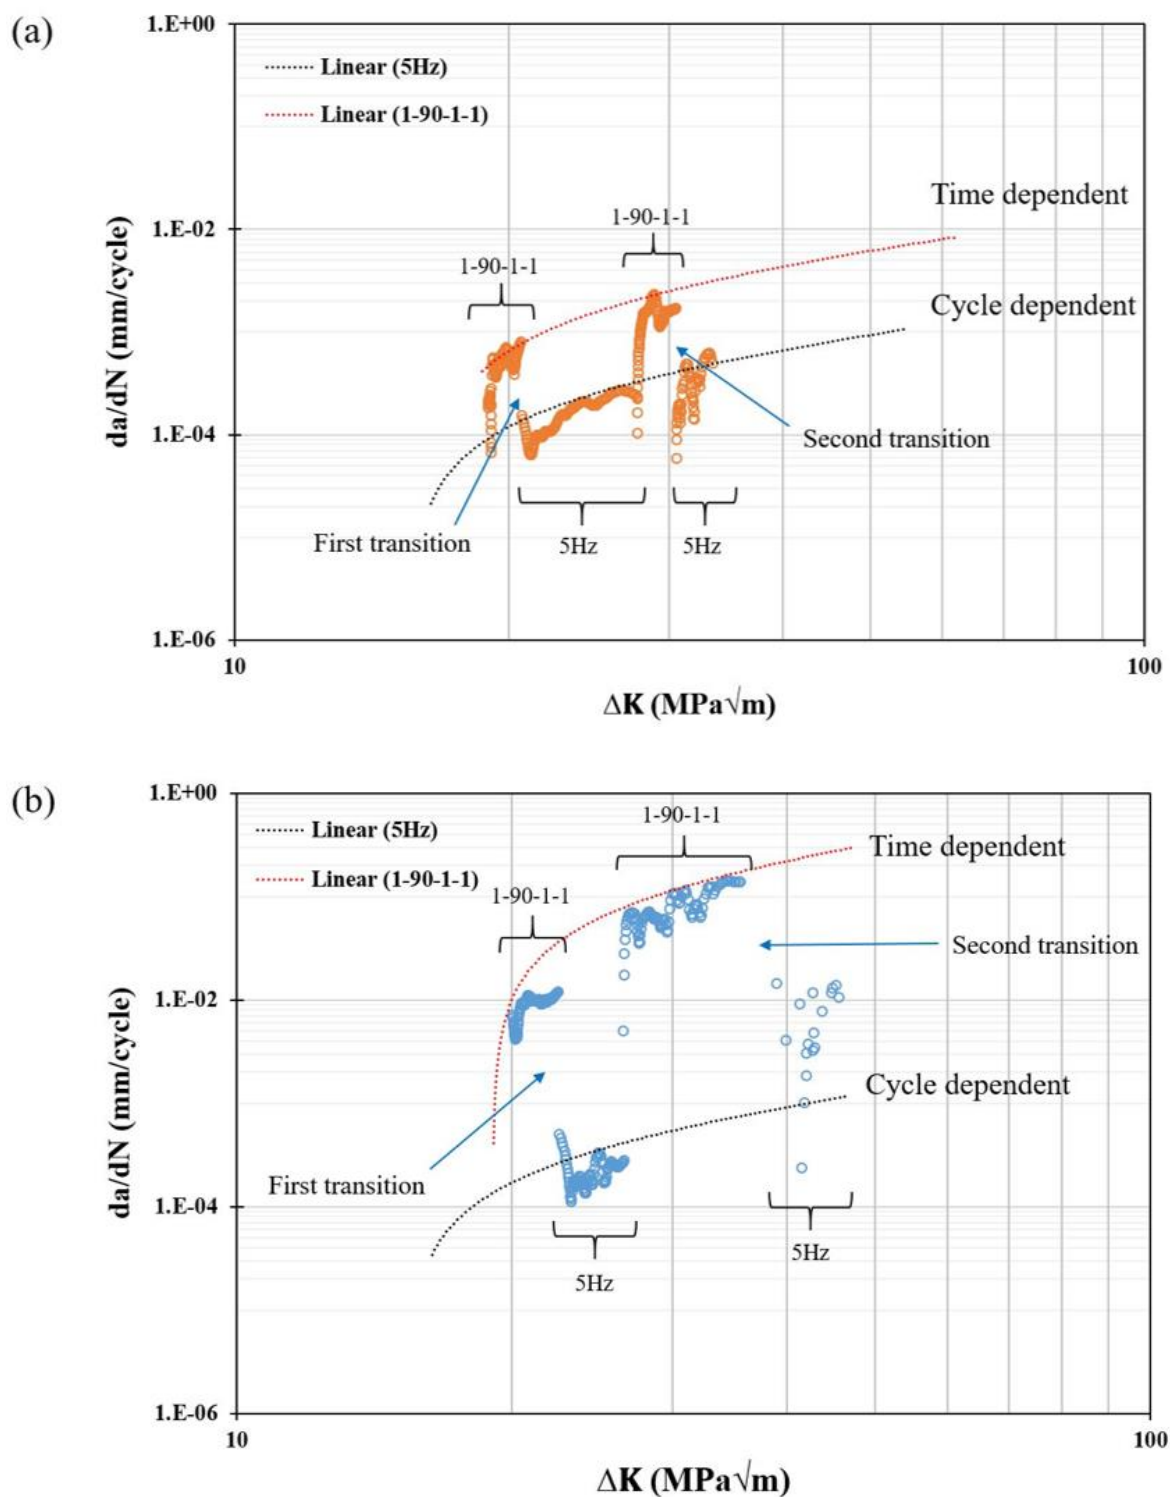 (a)
1.E+00
Linear (5Hz)
Linear (1-90-1-1)
Time dependent
1-90-1-1
1-90-1-1
1.E-02
Cycle dependent
da/dN (mm/cycle)
1.E-04
Second transition
First transition
5Hz
5Hz
1.E-06
10
100
ΔK (MPa√m)
(b)
1.E+00
Linear (5Hz)
1-90-1-1
Time dependent
Linear (1-90-1-1)
1-90-1-1
Second transition
1.E-02
da/dN (mm/cycle)
Cycle dependent
First transition
1.E-04
5Hz
5Hz
1.E-06
10
100
ΔK (MPa√m)